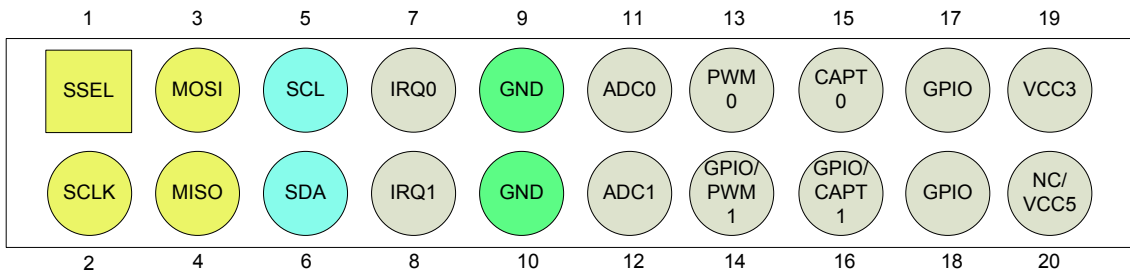 1 3 5 7 9 11 13 15 17 19
SSEL MOSI SCL IRQ0 GND ADC0 PWM 0 CAPT 0 GPIO VCC3
SCLK MISO SDA IRQ1 GND ADC1 GPIO/ PWM 1 GPIO/ CAPT 1 GPIO NC/ VCC5
2 4 6 8 10 12 14 16 18 20